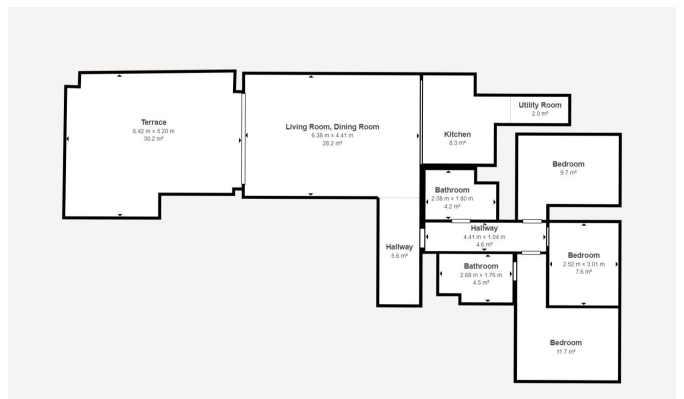 Terrace
6.42 m × 5.20 m
30.2 m²
Living Room, Dining Room
6.38 m × 4.41 m
28.2 m²
Utility Room
2.0 m²
Kitchen
8.3 m²
Bedroom
9.7 m²
Bathroom
2.58 m × 1.80 m
4.2 m²
Hallway
4.41 m × 1.04 m
4.6 m²
Hallway
5.6 m²
Bathroom
2.68 m × 1.76 m
4.5 m²
Bedroom
2.52 m × 3.01 m
7.6 m²
Bedroom
11.7 m²